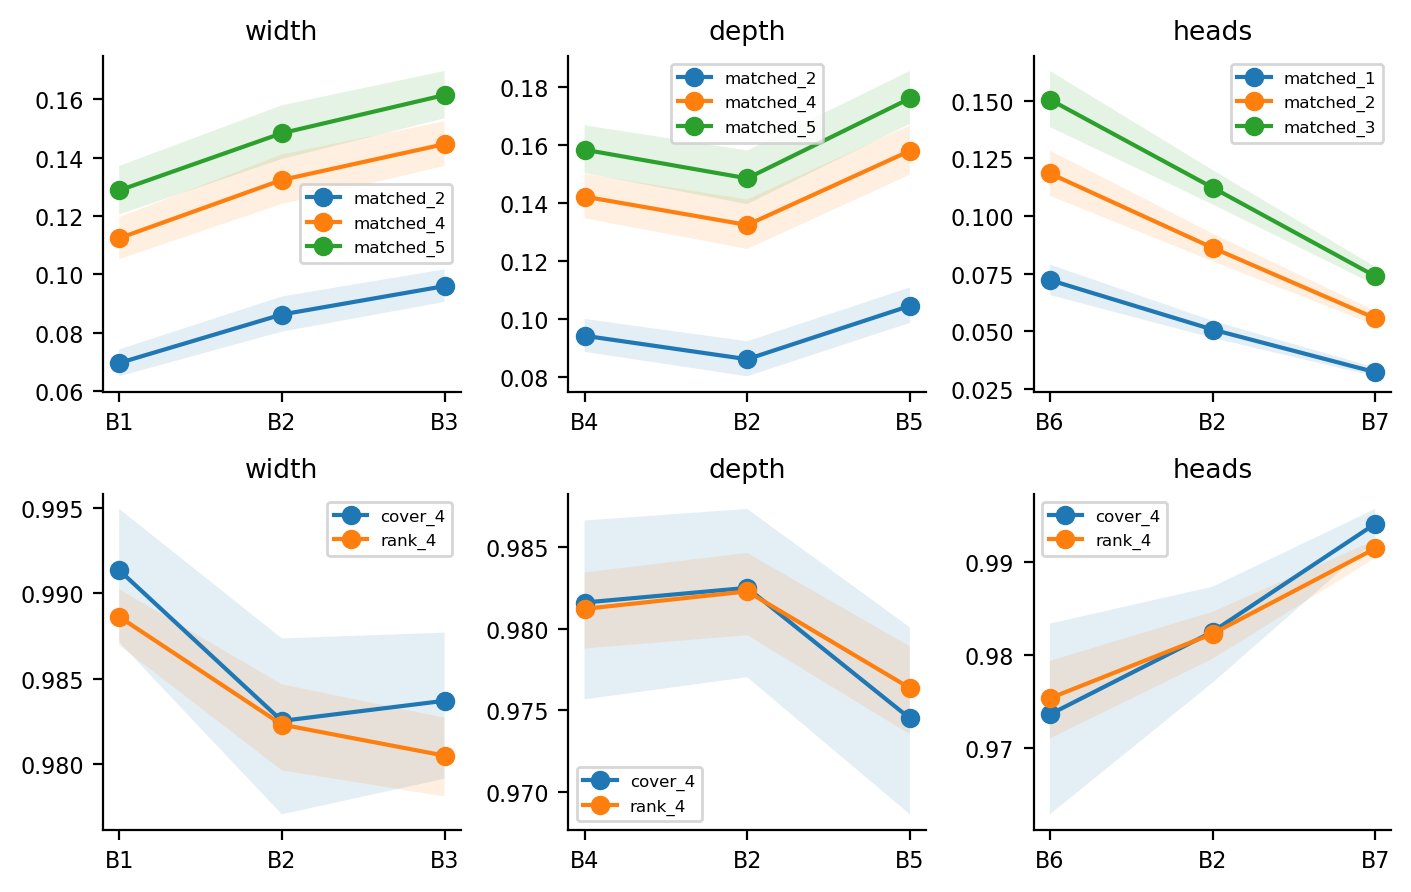 width
0.16
0.14
0.12
0.10
0.08
0.06
matched_2
matched_4
matched_5
B1 B2 B3
depth
0.18
0.16
0.14
0.12
0.10
0.08
matched_2
matched_4
matched_5
B4 B2 B5
heads
0.150
0.125
0.100
0.075
0.050
0.025
matched_1
matched_2
matched_3
B6 B2 B7
width
0.995
0.990
0.985
0.980
cover_4
rank_4
B1 B2 B3
depth
0.985
0.980
0.975
0.970
cover_4
rank_4
B4 B2 B5
heads
0.99
0.98
0.97
cover_4
rank_4
B6 B2 B7